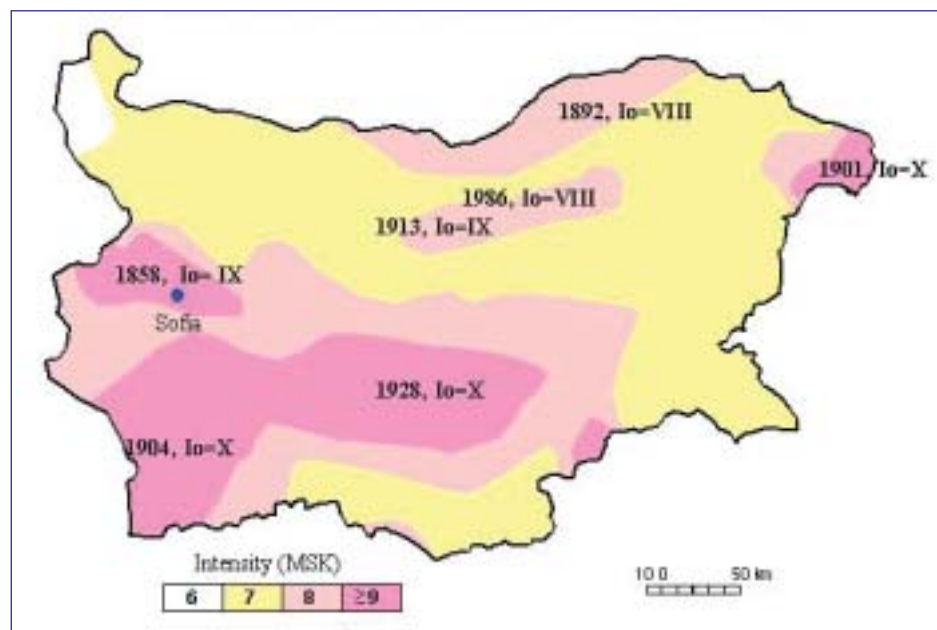 1892, Io=VIII
1901, Io=X
1986, Io=VIII
1913, Io=IX
1858, Io= IX
Sofia
1928, Io=X
1904, Io=X
Intensity (MSK)
6 7 8 ≥9
10 0 50 km